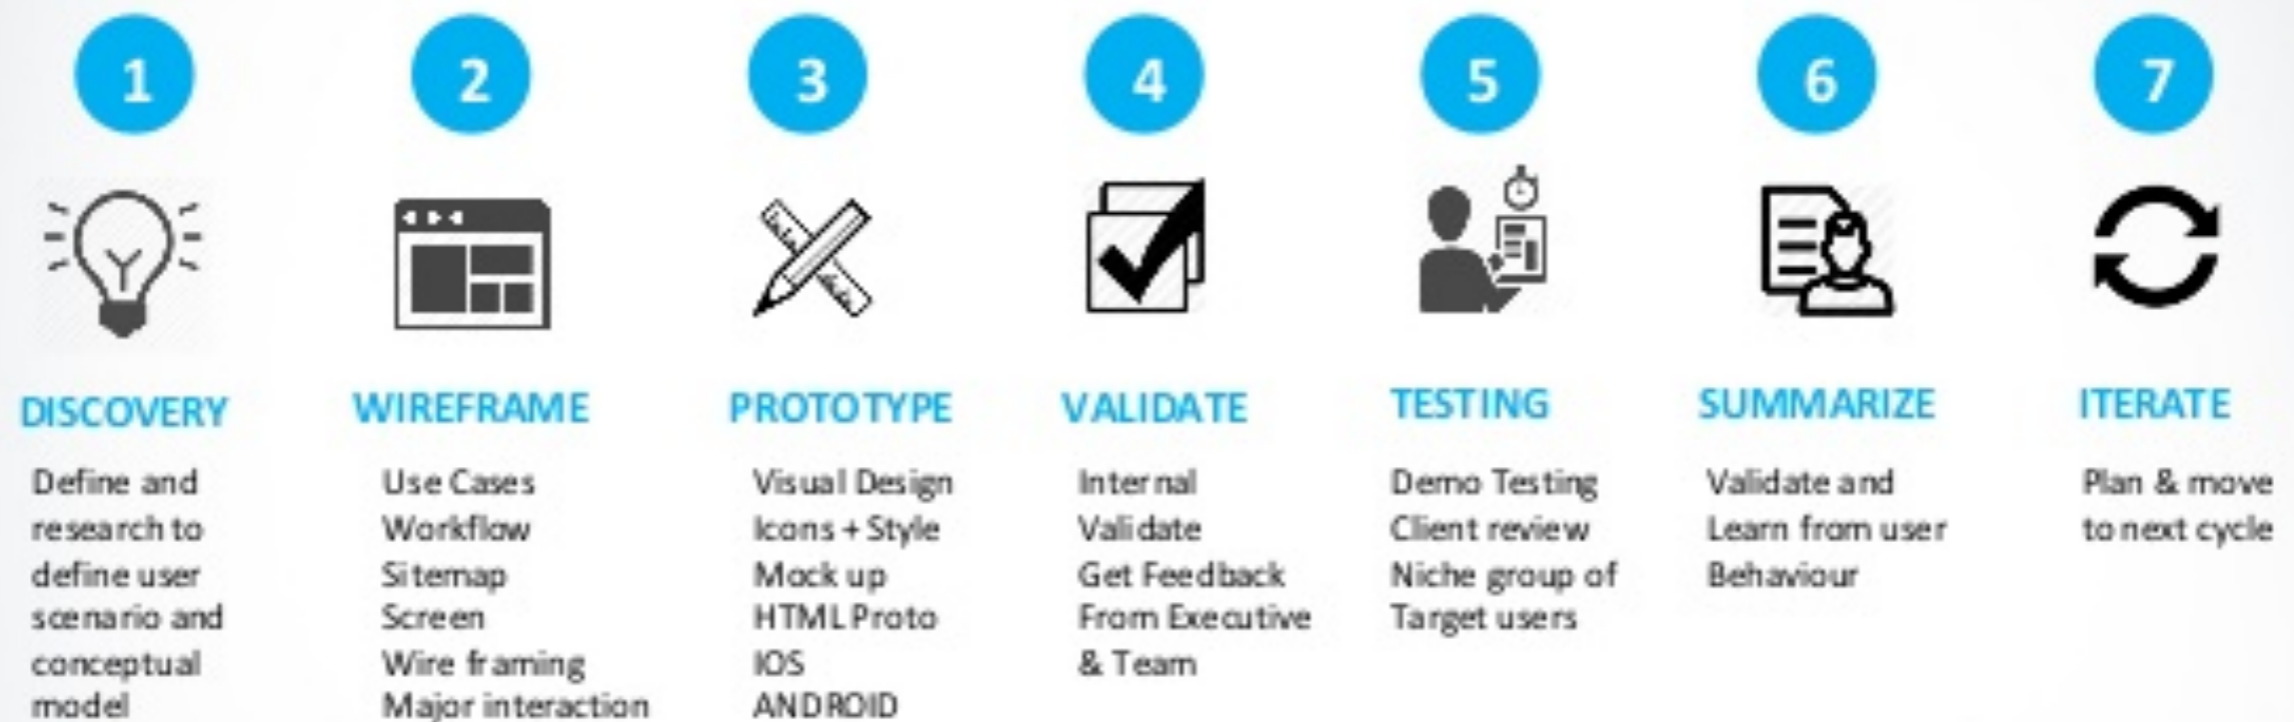 1
2
3
4
5
6
7
DISCOVERY
Define and
research to
define user
scenario and
conceptual
model
WIREFRAME
Use Cases
Workflow
Sitemap
Screen
Wire framing
Major interaction
PROTOTYPE
Visual Design
Icons + Style
Mock up
HTML Proto
IOS
ANDROID
VALIDATE
Internal
Validate
Get Feedback
From Executive
& Team
TESTING
Demo Testing
Client review
Niche group of
Target users
SUMMARIZE
Validate and
Learn from user
Behaviour
ITERATE
Plan & move
to next cycle